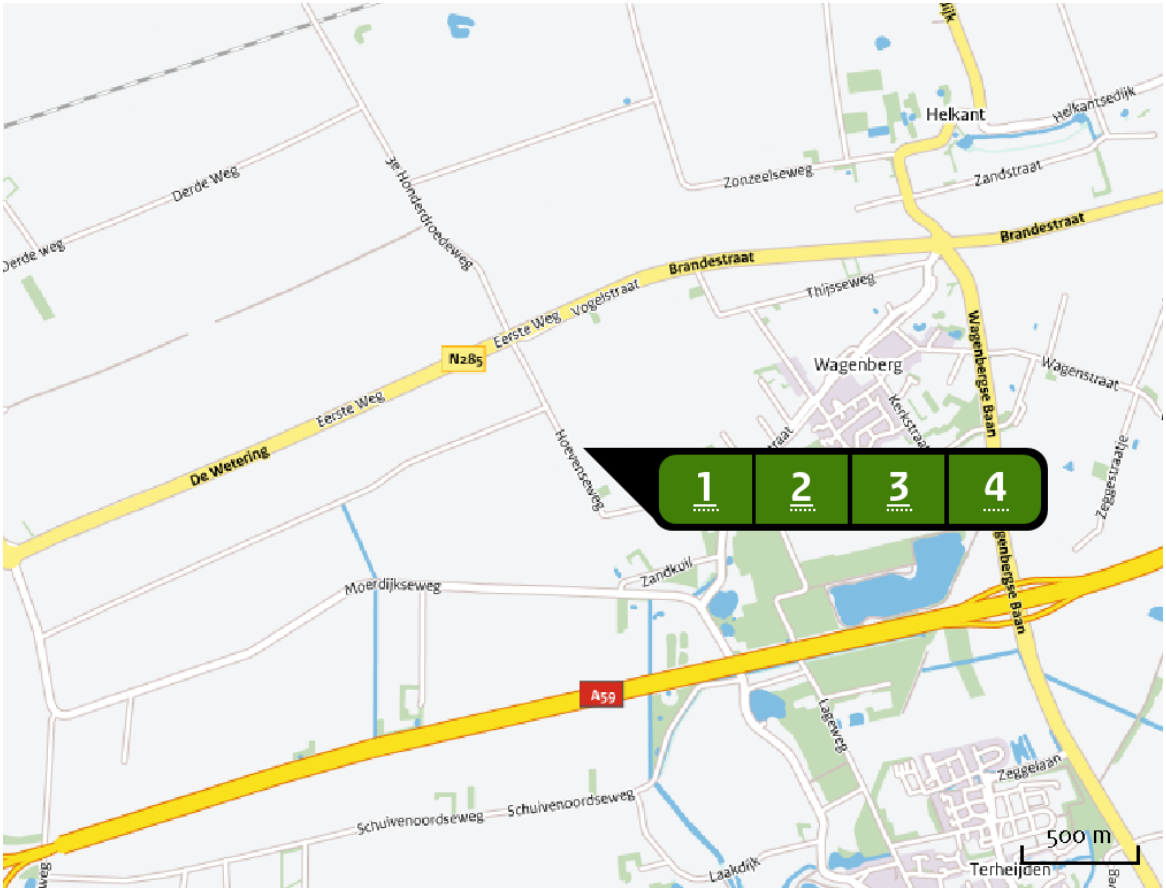 Helkant
Helkantsedijk
3e Honderdroedeweg
Derde Weg
Zonzeelseweg
Zandstraat
Derde weg
Brandestraat
Brandestraat
Thijsseweg
Vogelstraat
Eerste Weg
N285
Wagenbergse Baan
Wagenberg
Wagenstraat
Eerste Weg
Kerkstraat
De Wetering
Hoevenseweg
Zeggestraatje
1 2 3 4
Zandkuil
Moerdijkseweg
A59
Lageweg
Zeggelaan
Schuivenoordseweg
Schuivenoordseweg
500 m
Laakdijk
Terheijden